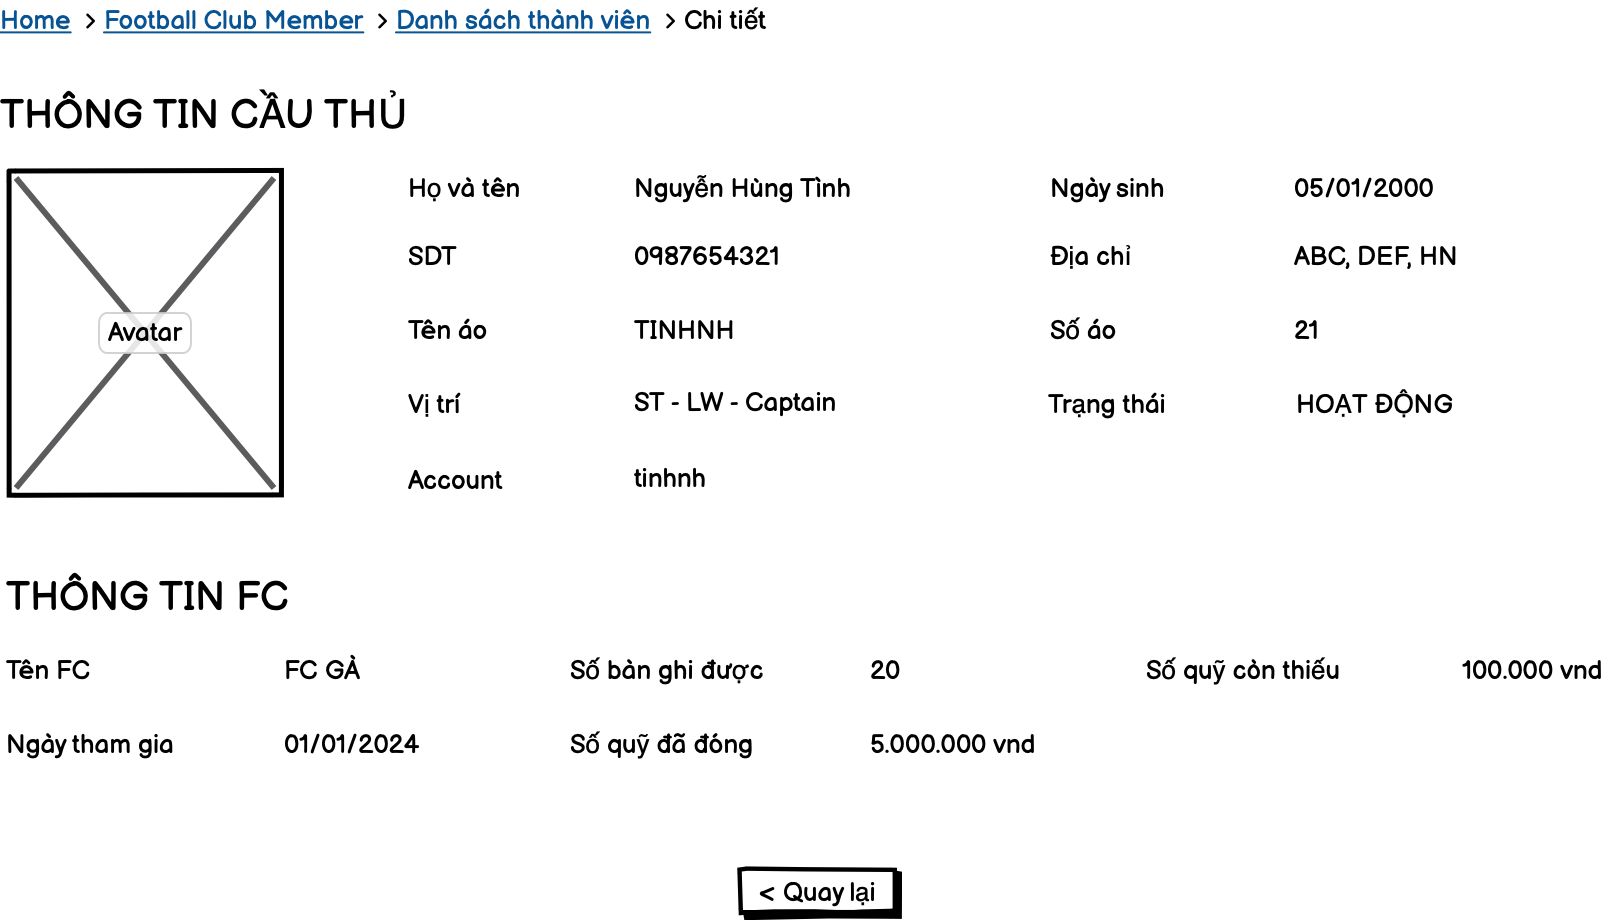 Home > Football Club Member > Danh sách thành viên > Chi tiết
THÔNG TIN CẦU THỦ
Avatar
Họ và tên Nguyễn Hùng Tình Ngày sinh 05/01/2000
SDT 0987654321 Địa chỉ ABC, DEF, HN
Tên áo TINHNH Số áo 21
Vị trí ST - LW - Captain Trạng thái HOẠT ĐỘNG
Account tinhnh
THÔNG TIN FC
Tên FC FC GÀ Số bàn ghi được 20 Số quỹ còn thiếu 100.000 vnd
Ngày tham gia 01/01/2024 Số quỹ đã đóng 5.000.000 vnd
< Quay lại